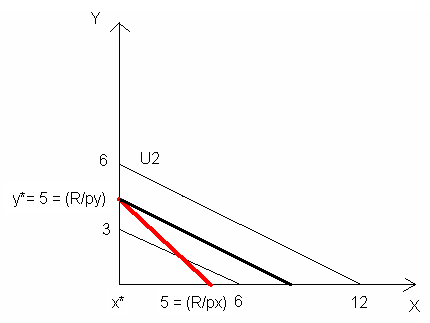 Y
6
U2
y*= 5 = (R/py)
3
x*
5 = (R/px)
6
12
X